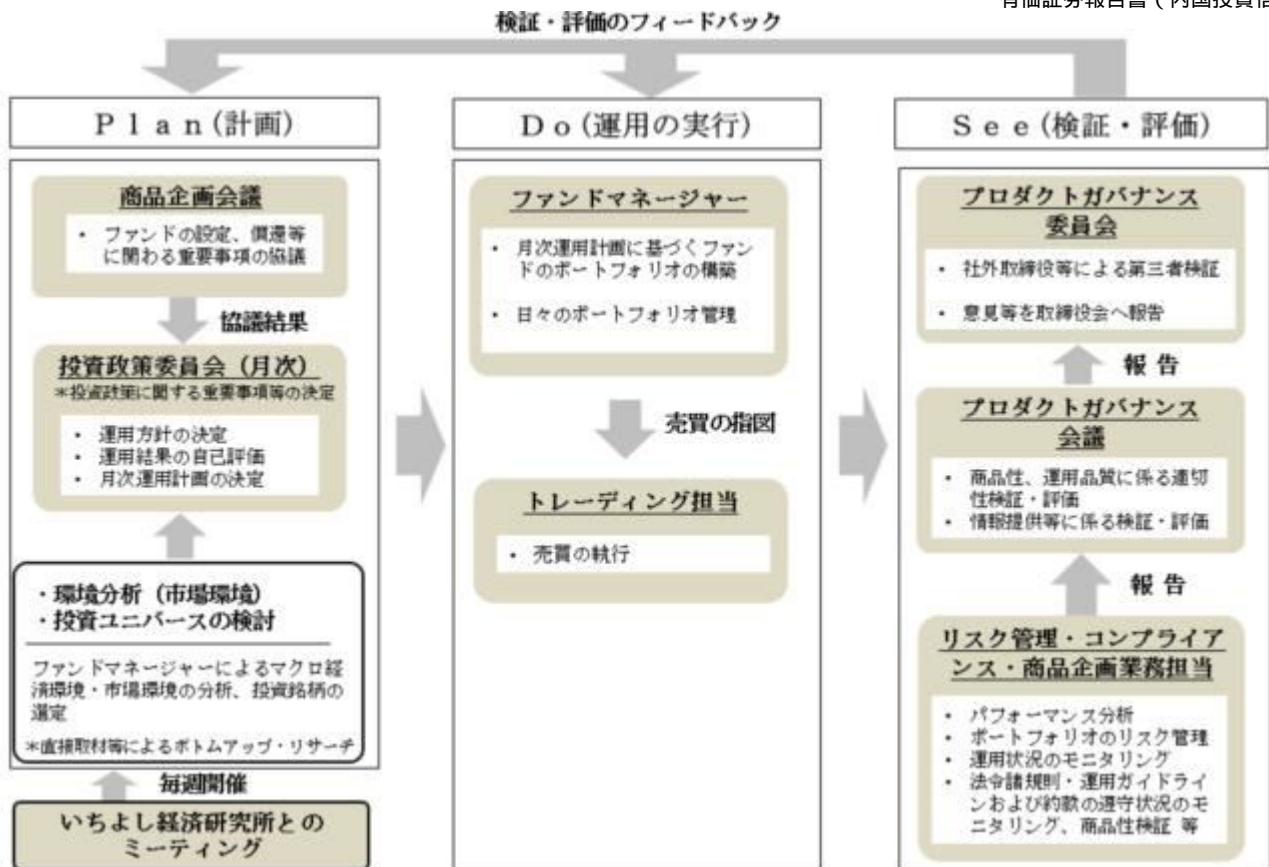 有価証券報告書（内国投資信
検証・評価のフィードバック
Ｐｌａｎ(計画)
商品企画会議
・ ファンドの設定、償還等
に関わる重要事項の協議
協議結果
投資政策委員会（月次）
＊投資政策に関する重要事項等の決定
・ 運用方針の決定
・ 運用結果の自己評価
・ 月次運用計画の決定
・環境分析（市場環境）
・投資ユニバースの検討
ファンドマネージャーによるマクロ経
済環境・市場環境の分析、投資銘柄の
選定
＊直接取材等によるボトムアップ・リサーチ
毎週開催
いちよし経済研究所との
ミーティング
Ｄｏ(運用の実行)
ファンドマネージャー
・ 月次運用計画に基づくファン
ドのポートフォリオの構築
・ 日々のポートフォリオ管理
売買の指図
トレーディング担当
・ 売買の執行
Ｓｅｅ(検証・評価)
プロダクトガバナンス
委員会
・ 社外取締役等による第三者検証
・ 意見等を取締役会へ報告
報 告
プロダクトガバナンス
会議
・ 商品性、運用品質に係る適切
性検証・評価
・ 情報提供等に係る検証・評価
報 告
リスク管理・コンプライア
ンス・商品企画業務担当
・ パフォーマンス分析
・ ポートフォリオのリスク管理
・ 運用状況のモニタリング
・ 法令諸規則・運用ガイドライ
ンおよび約款の遵守状況のモ
ニタリング、商品性検証 等